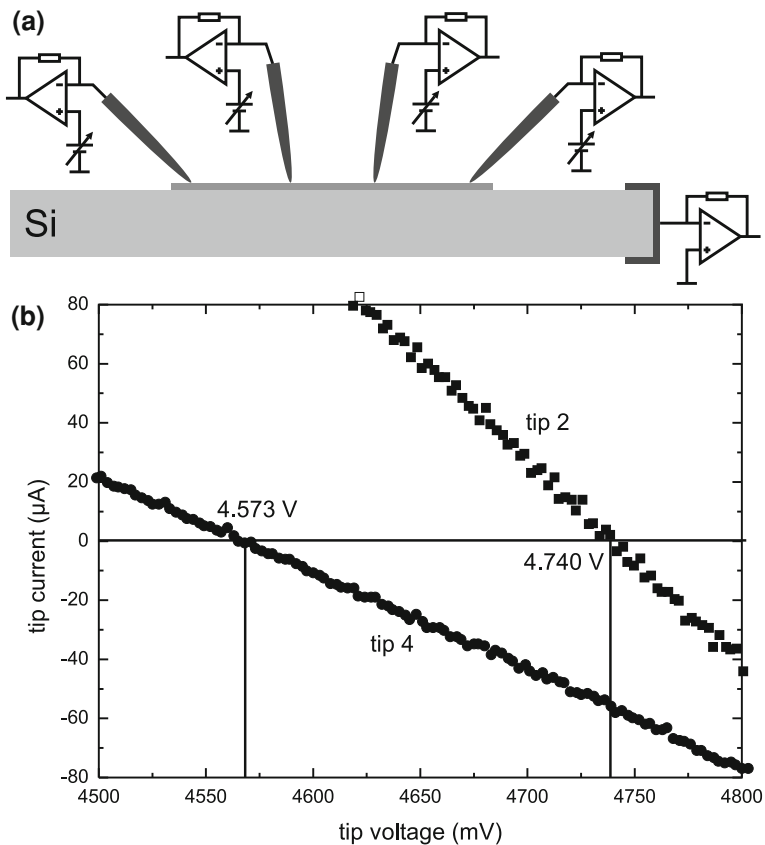 (a)
Si
(b)
80
60
40
20
0
-20
-40
-60
-80
tip current (µA)
tip 2
4.573 V
4.740 V
tip 4
4500
4550
4600
4650
4700
4750
4800
tip voltage (mV)